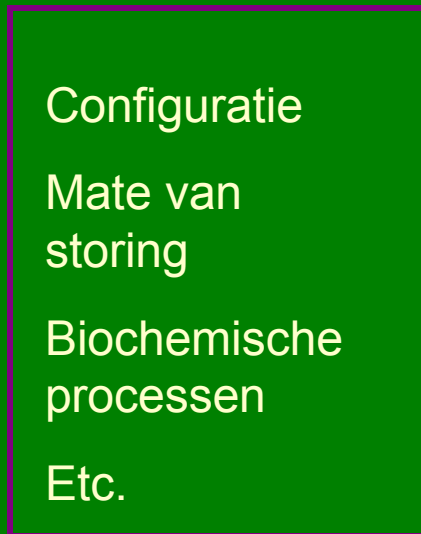 Configuratie
Mate van
storing
Biochemische
processen
Etc.